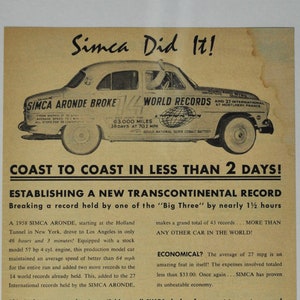 Simca Did It!
SIMCA ARONDE BROKE 14 WORLD RECORDS
AND 27 INTERNATIONAL
COAST TO COAST IN LESS THAN 2 DAYS!
ESTABLISHING A NEW TRANSCONTINENTAL RECORD
Breaking a record held by one of the "Big Three" by nearly 1½ hours
A 1958 SIMCA ARONDE, starting at the Holland
Tunnel in New York, drove to Los Angeles in only
46 hours and 3 minutes! Equipped with a stock
model 57 hp 4 cyl. engine, this production model
maintained an average speed of better than 64 mph
for the entire run and added two more records to the
14 world records already held. This, added to the 27
International records held by the SIMCA ARONDE,
makes a grand total of 43 records . . . MORE THAN
ANY OTHER CAR IN THE WORLD!
ECONOMICAL? The average of 27 mpg is an
amazing feat in itself! The expenses involved totaled
less than $31.00. Once again . . . SIMCA has proven
its unbeatable economy.